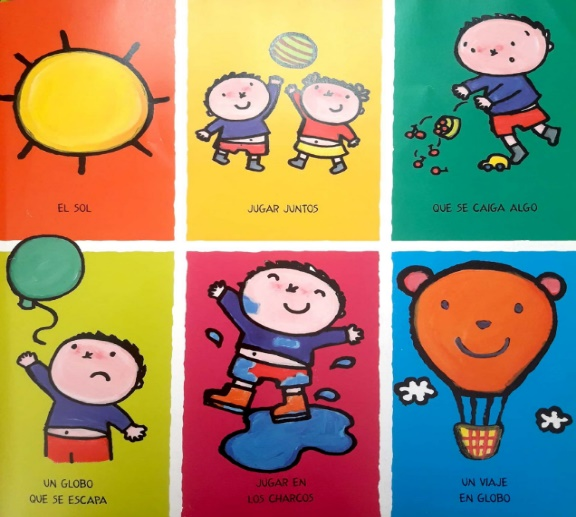 EL SOL
JUGAR JUNTOS
QUE SE CAIGA ALGO
UN GLOBO
QUE SE ESCAPA
JUGAR EN
LOS CHARCOS
UN VIAJE
EN GLOBO